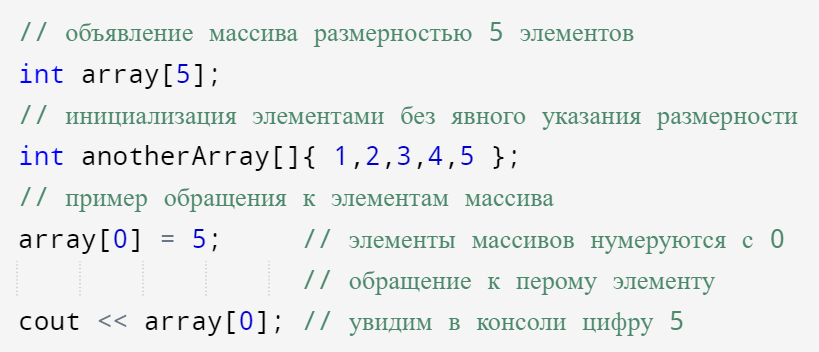 // объявление массива размерностью 5 элементов
int array[5];
// инициализация элементами без явного указания размерности
int anotherArray[]{ 1,2,3,4,5 };
// пример обращения к элементам массива
array[0] = 5; // элементы массивов нумеруются с 0
// обращение к перому элементу
cout << array[0]; // увидим в консоли цифру 5